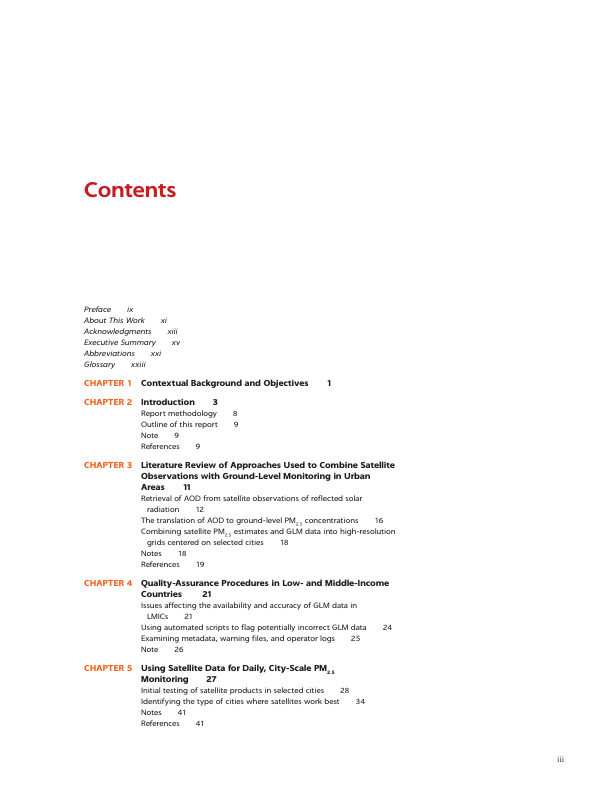 Contents
Preface ix
About This Work xi
Acknowledgments xiii
Executive Summary xv
Abbreviations xxi
Glossary xxiii
CHAPTER 1 Contextual Background and Objectives 1
CHAPTER 2 Introduction 3
Report methodology 8
Outline of this report 9
Note 9
References 9
CHAPTER 3 Literature Review of Approaches Used to Combine Satellite
Observations with Ground-Level Monitoring in Urban
Areas 11
Retrieval of AOD from satellite observations of reflected solar
radiation 12
The translation of AOD to ground-level PM2.5 concentrations 16
Combining satellite PM2.5 estimates and GLM data into high-resolution
grids centered on selected cities 18
Notes 18
References 19
CHAPTER 4 Quality-Assurance Procedures in Low- and Middle-Income
Countries 21
Issues affecting the availability and accuracy of GLM data in
LMICs 21
Using automated scripts to flag potentially incorrect GLM data 24
Examining metadata, warning files, and operator logs 25
Note 26
CHAPTER 5 Using Satellite Data for Daily, City-Scale PM2.5
Monitoring 27
Initial testing of satellite products in selected cities 28
Identifying the type of cities where satellites work best 34
Notes 41
References 41
iii